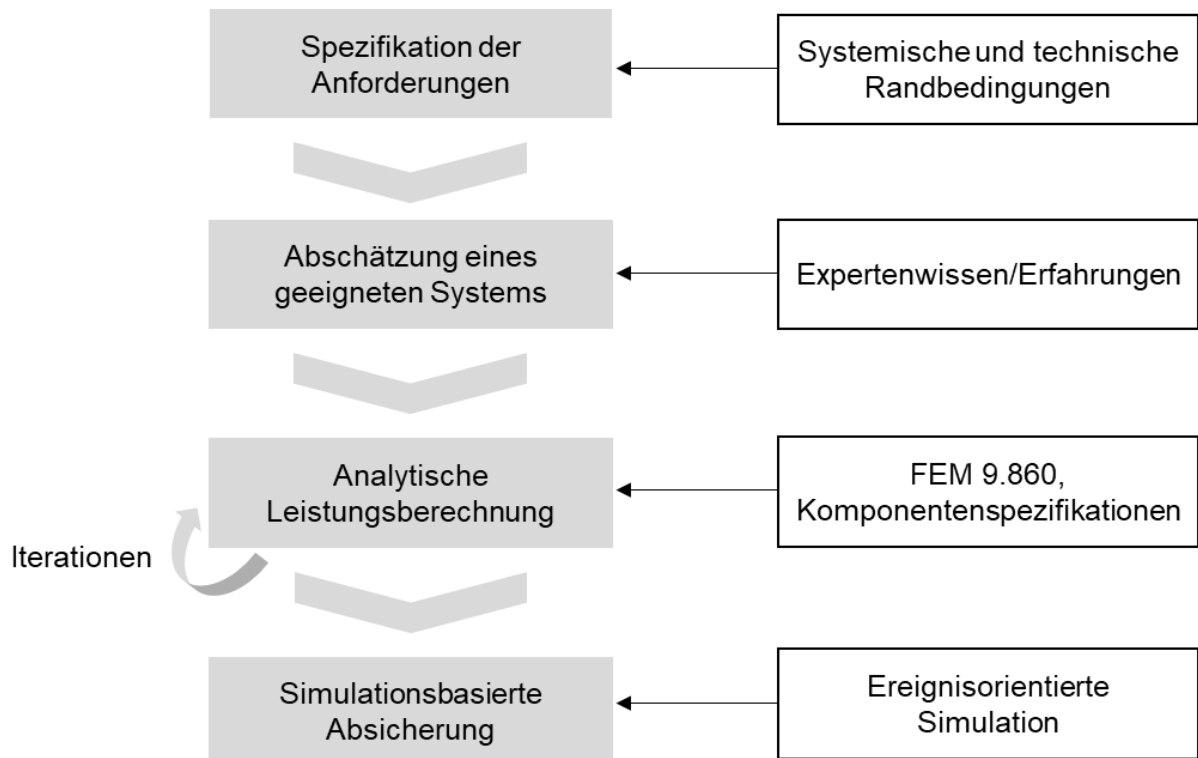 Spezifikation der
Anforderungen
Systemische und technische
Randbedingungen
Abschätzung eines
geeigneten Systems
Expertenwissen/Erfahrungen
Analytische
Leistungsberechnung
FEM 9.860,
Komponentenspezifikationen
Iterationen
Simulationsbasierte
Absicherung
Ereignisorientierte
Simulation